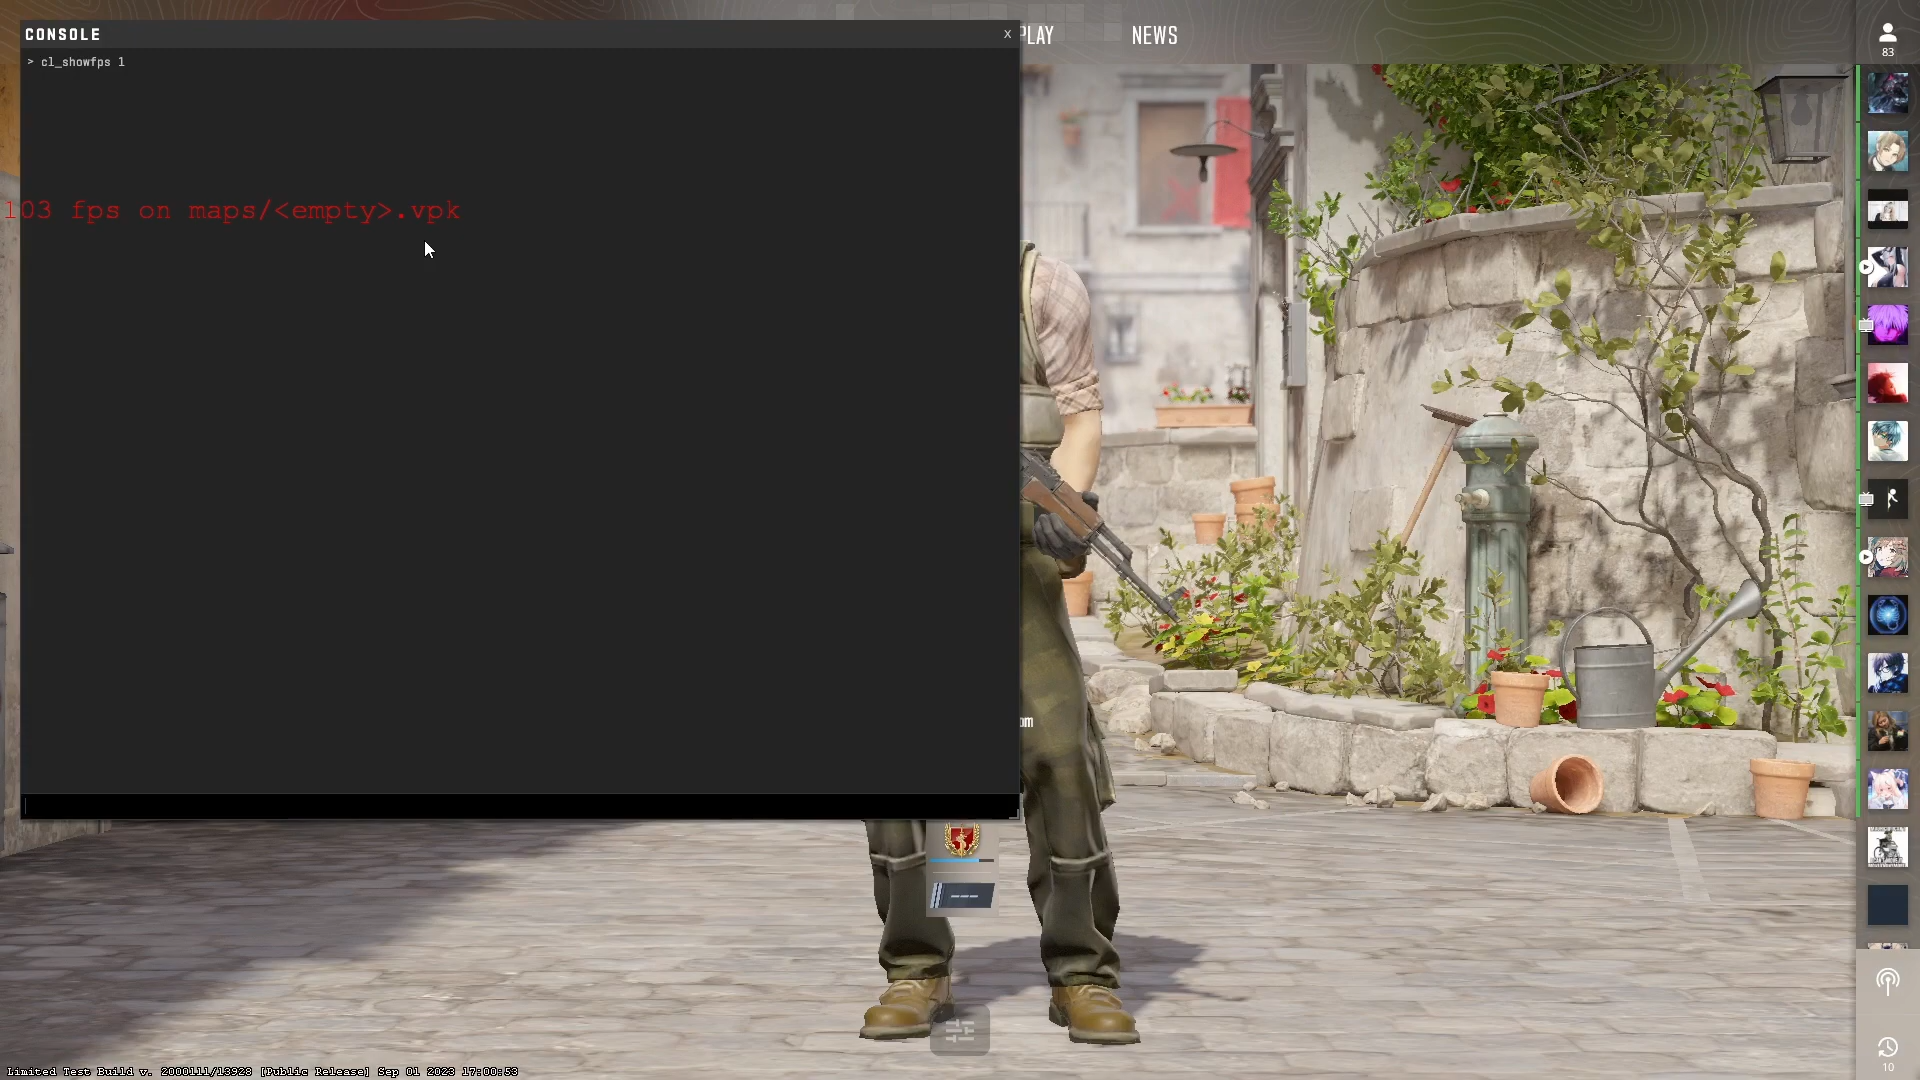 CONSOLE
x
PLAY
NEWS
83
> cl_showfps 1
103 fps on maps/<empty>.vpk
om
Limited Test Build v. 2000111/13928 [Public Release] Sep 01 2023 17:00:53
10